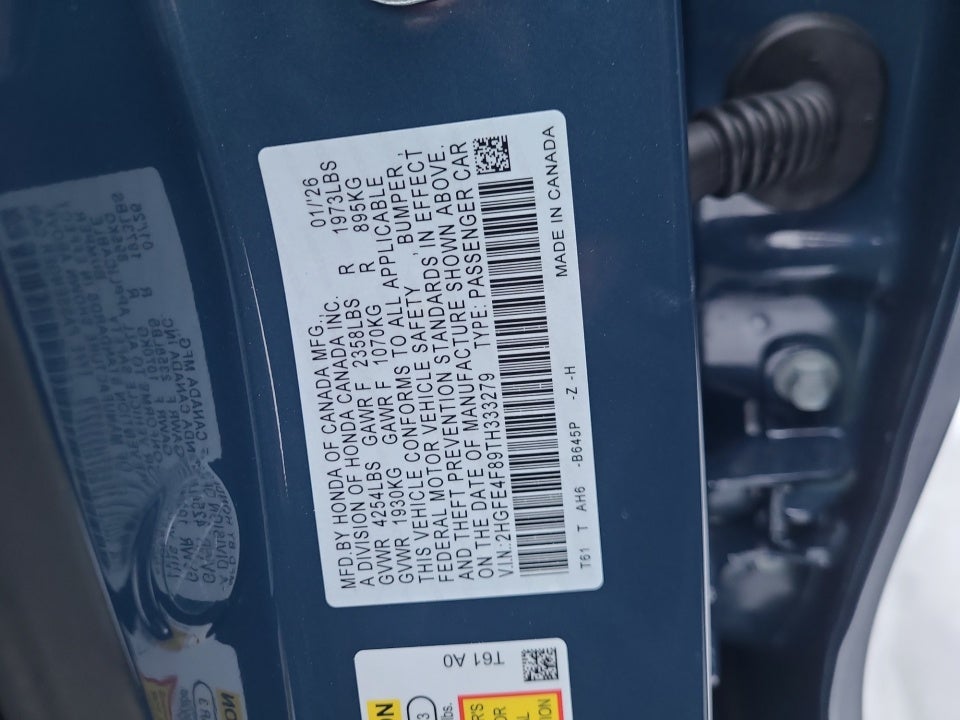 MFD.BY HONDA OF CANADA MFG.,
A DIVISION OF HONDA CANADA INC. 01/'26
GVWR 4254LBS GAWR F 2358LBS R 1973LBS
GVWR 1930KG GAWR F 1070KG R 895KG
THIS VEHICLE CONFORMS TO ALL APPLICABLE
FEDERAL MOTOR VEHICLE SAFETY , BUMPER,
AND THEFT PREVENTION STANDARDS IN EFFECT
ON THE DATE OF MANUFACTURE SHOWN ABOVE.
V.I.N.:2HGFE4F89TH333279 TYPE: PASSENGER CAR
T61 T AH6 -B645P -Z -H MADE IN CANADA
T61 A0